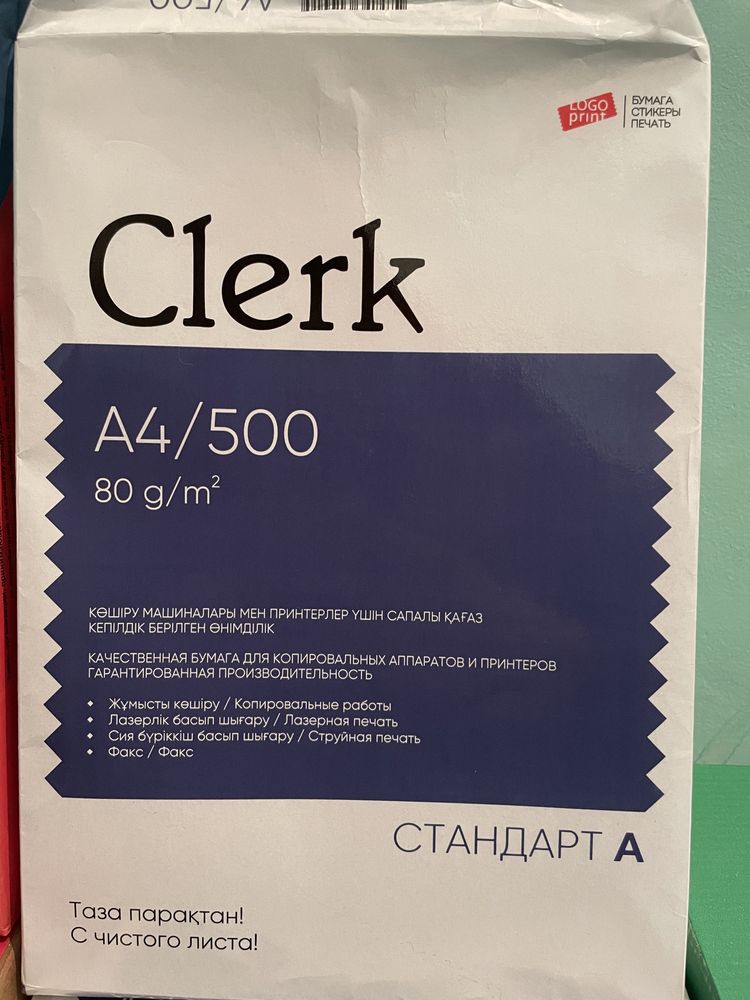 A4/500
LOGO
print
БУМАГА
СТИКЕРЫ
ПЕЧАТЬ
Clerk
A4/500
80 g/m²
КӨШІРУ МАШИНАЛАРЫ МЕН ПРИНТЕРЛЕР ҮШІН САПАЛЫ ҚАҒАЗ
КЕПІЛДІК БЕРІЛГЕН ӨНІМДІЛІК
КАЧЕСТВЕННАЯ БУМАГА ДЛЯ КОПИРОВАЛЬНЫХ АППАРАТОВ И ПРИНТЕРОВ
ГАРАНТИРОВАННАЯ ПРОИЗВОДИТЕЛЬНОСТЬ
Жұмысты көшіру / Копировальные работы
Лазерлік басып шығару / Лазерная печать
Сия бүріккіш басып шығару / Струйная печать
Факс / Факс
СТАНДАРТ A
Таза парақтан!
С чистого листа!